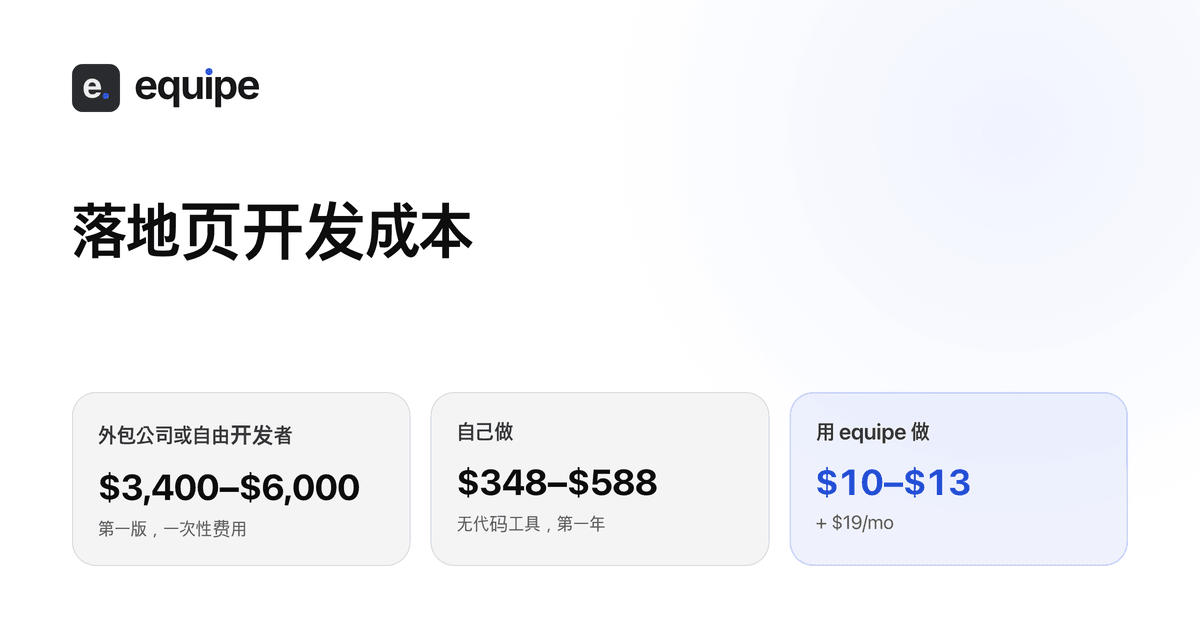 e.
equipe
落地页开发成本
外包公司或自由开发者
$3,400–$6,000
第一版，一次性费用
自己做
$348–$588
无代码工具，第一年
用 equipe 做
$10–$13
+ $19/mo